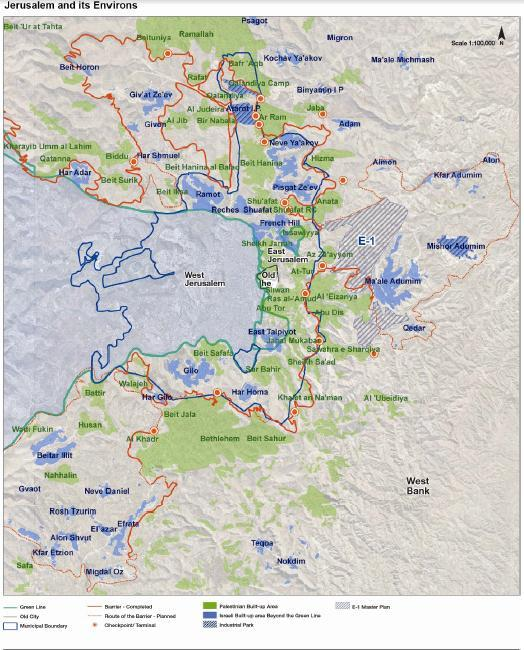 Jerusalem and its Environs
Psagot
Beit 'Ur at Tahta
Ramallah
Beituniya
Migron
N
Scale 1:100,000
Kochav Ya'akov
Ma'ale Michmash
Beit Horon
Rafat
Qalandiya Camp
Binyamin I.P
Giv'at Ze'ev
Qalandiya
Al Judeira
Atarot I.P
Jaba
Givon
Al Jib
Bir Nabala
Ar Ram
Adam
Kharayib Umm al Lahim
Neve Ya'akov
Qatanna
Biddu
Har Shmuel
Beit Hanina al Balad
Beit Hanina
Hizma
Almon
Alon
Har Adar
Kfar Adumim
Beit Surik
Beit Iksa
Ramot
Pisgat Ze'ev
Reches Shuafat
Shu'afat
Shu'afat RC
Anata
French Hill
Issawiyya
E-1
Sheikh Jarrah
Mishor Adumim
East
Jerusalem
Az Za'ayyem
At-Tur
West
Jerusalem
Old
Ma'ale Adumim
Silwan
Ras al-'Amud
Al 'Eizariya
Abu Tor
Abu Dis
East Talpiyot
Qedar
Jabal Mukaber
Beit Safafa
Sawahra e Sharqiya
Sheikh Sa'ad
Gilo
Sur Bahir
Walajeh
Battir
Har Gilo
Har Homa
Khallet an Na'man
Al 'Ubeidiya
Beit Jala
Husan
Wadi Fukin
Al Khadr
Bethlehem
Beit Sahur
Beitar Illit
Nahhalin
West
Bank
Gvaot
Neve Daniel
Rosh Tzurim
El'azar
Efrata
Alon Shvut
Kfar Etzion
Teqoa
Safa
Migdal Oz
Nokdim
Green Line
Barrier - Completed
Palestinian Built-up Area
E-1 Master Plan
Old City
Route of the Barrier - Planned
Israeli Built-up area Beyond the Green Line
Municipal Boundary
Checkpoint/ Terminal
Industrial Park